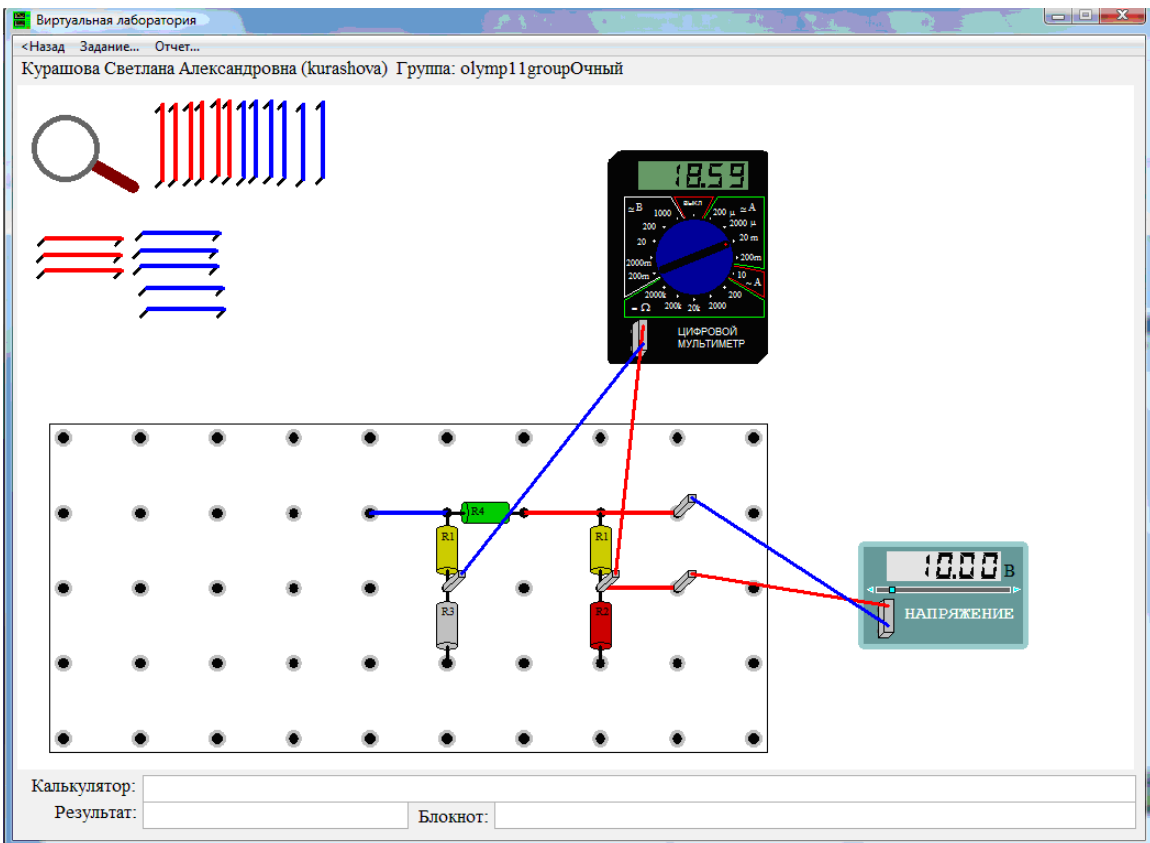 Виртуальная лаборатория
<Назад Задание... Отчет...
Курашова Светлана Александровна (kurashova) Группа: olymp11groupОчный
18.59
≃В 1000 выкл 200 μ ≃А
200 2000 μ
20 20 m
2000m 200m
200m 10
2000k 200 ~А
= Ω 200k 20k 2000
ЦИФРОВОЙ
МУЛЬТИМЕТР
R4
R1 R1
10.00 В
НАПРЯЖЕНИЕ
R3 R2
Калькулятор:
Результат: Блокнот: